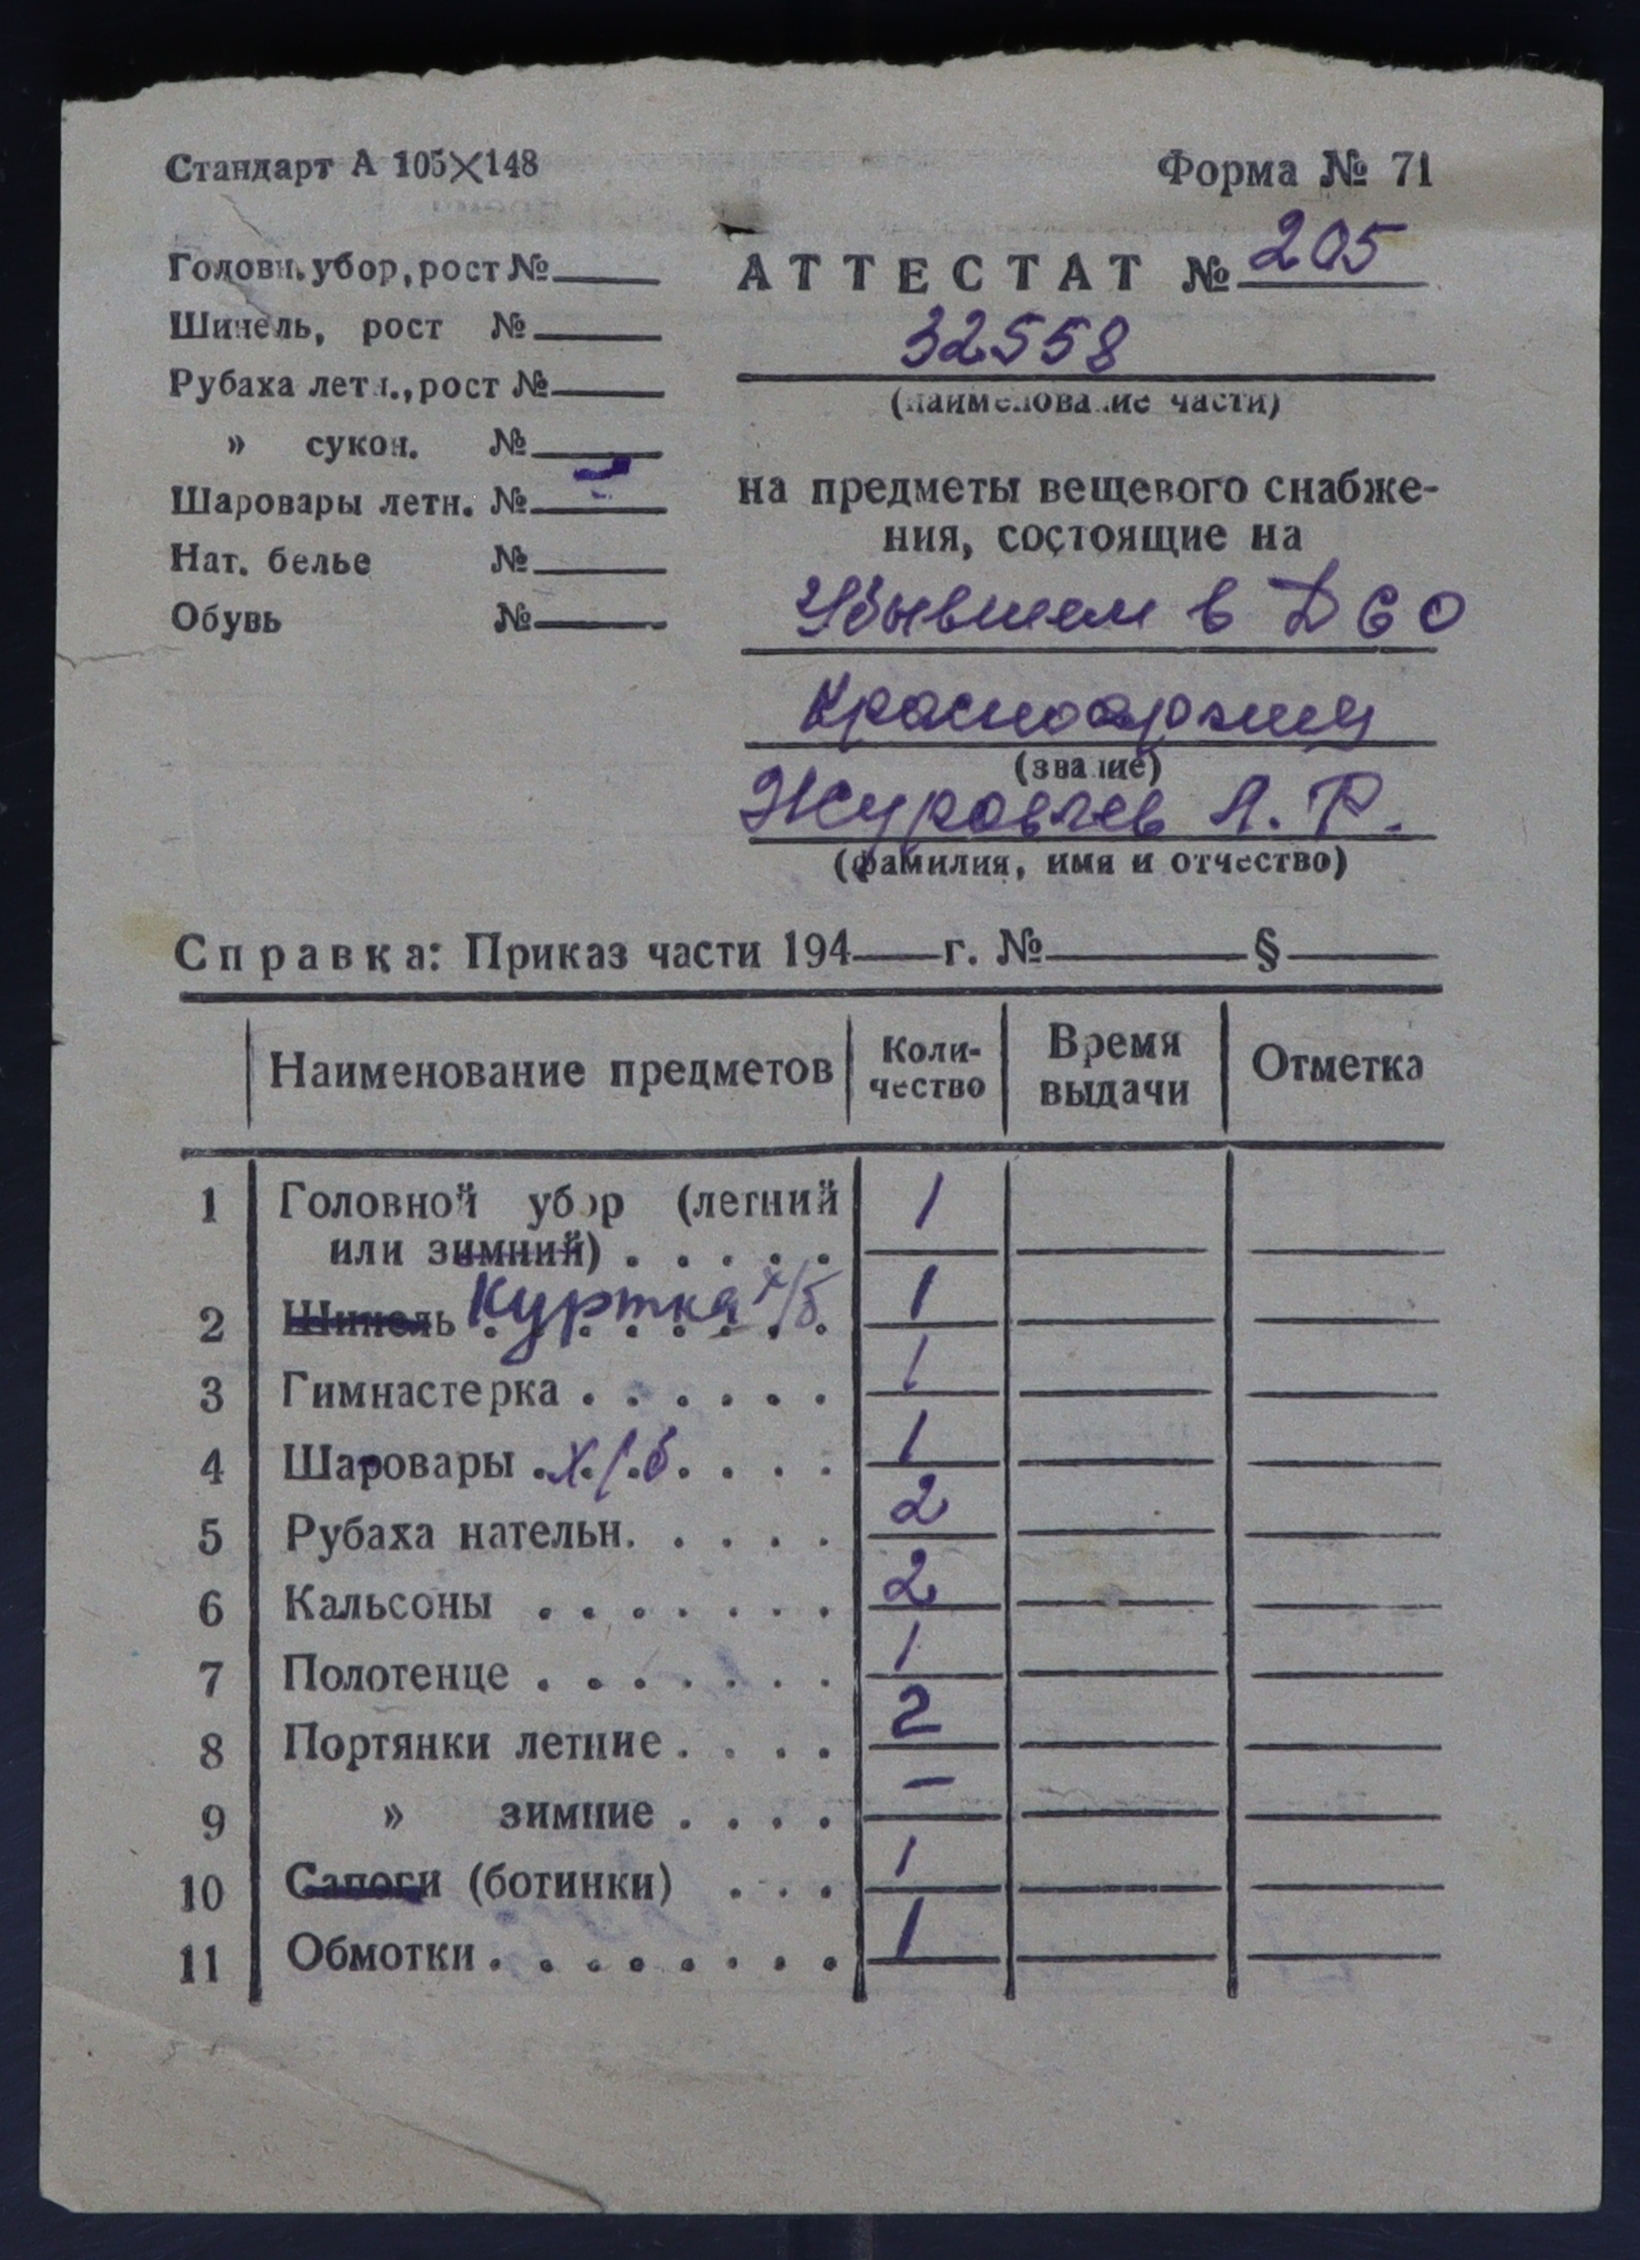 Стандарт А 105×148
Форма № 71
Головн. убор, рост №
Шинель, рост №
Рубаха летн., рост №
» сукон. №
Шаровары летн. №
Нат. белье №
Обувь №
АТТЕСТАТ № 205
32558
(наименование части)
на предметы вещевого снабже-
ния, состоящие на
Убывшем в
Красноармеец
(звание)
Журавлев А. Р.
(фамилия, имя и отчество)
Справка: Приказ части 194 г. № §
Наименование предметов Коли-чество Время выдачи Отметка
1 Головной убор (летний
или зимний) 1
2 Шинель Куртка х/б 1
3 Гимнастерка 1
4 Шаровары х/б 1
5 Рубаха нательн. 2
6 Кальсоны 2
7 Полотенце 1
8 Портянки летние 2
9 » зимние —
10 Сапоги (ботинки) 1
11 Обмотки 1